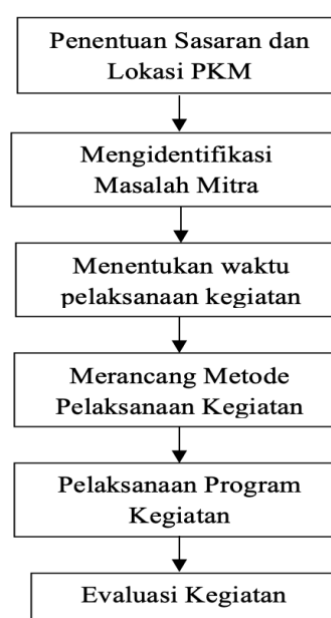 Penentuan Sasaran dan
Lokasi PKM
Mengidentifikasi
Masalah Mitra
Menentukan waktu
pelaksanaan kegiatan
Merancang Metode
Pelaksanaan Kegiatan
Pelaksanaan Program
Kegiatan
Evaluasi Kegiatan